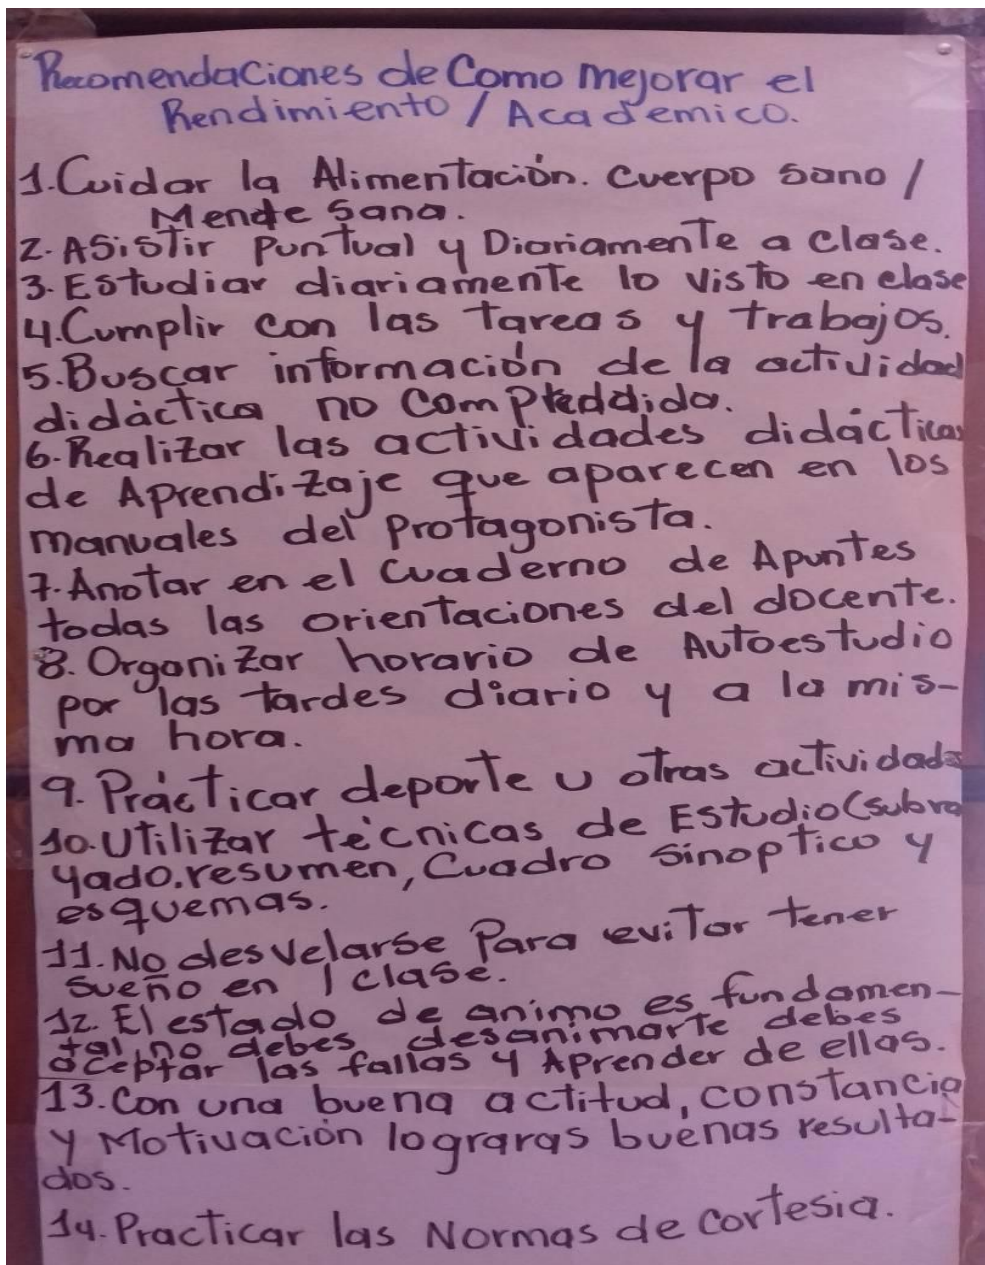 Recomendaciones de Como mejorar el
Rendimiento / Academico.
1. Cuidar la Alimentación. Cuerpo sano /
Mente Sana.
2. Asistir Puntual y Diariamente a clase.
3. Estudiar diariamente lo visto en clase
4. Cumplir con las tareas y trabajos.
5. Buscar información de la actividad
didáctica no
6. Realizar las actividades didácticas
de Aprendizaje que aparecen en los
manuales del Protagonista.
7. Anotar en el Cuaderno de Apuntes
todas las orientaciones del docente.
8. Organizar horario de Autoestudio
por las tardes diario y a la mis-
ma hora.
9. Prácticar deporte u otras actividades
10. Utilizar técnicas de Estudio (subra
yado, resumen, Cuadro Sinoptico y
esquemas.
11. No desvelarse Para evitar tener
sueño en / clase.
12. El estado de animo es fundamen-
tal, no debes desanimarte debes
aceptar las fallas y Aprender de ellas.
13. Con una buena actitud, constancia
y Motivación lograras buenas resulta-
dos.
14. Practicar las Normas de cortesia.